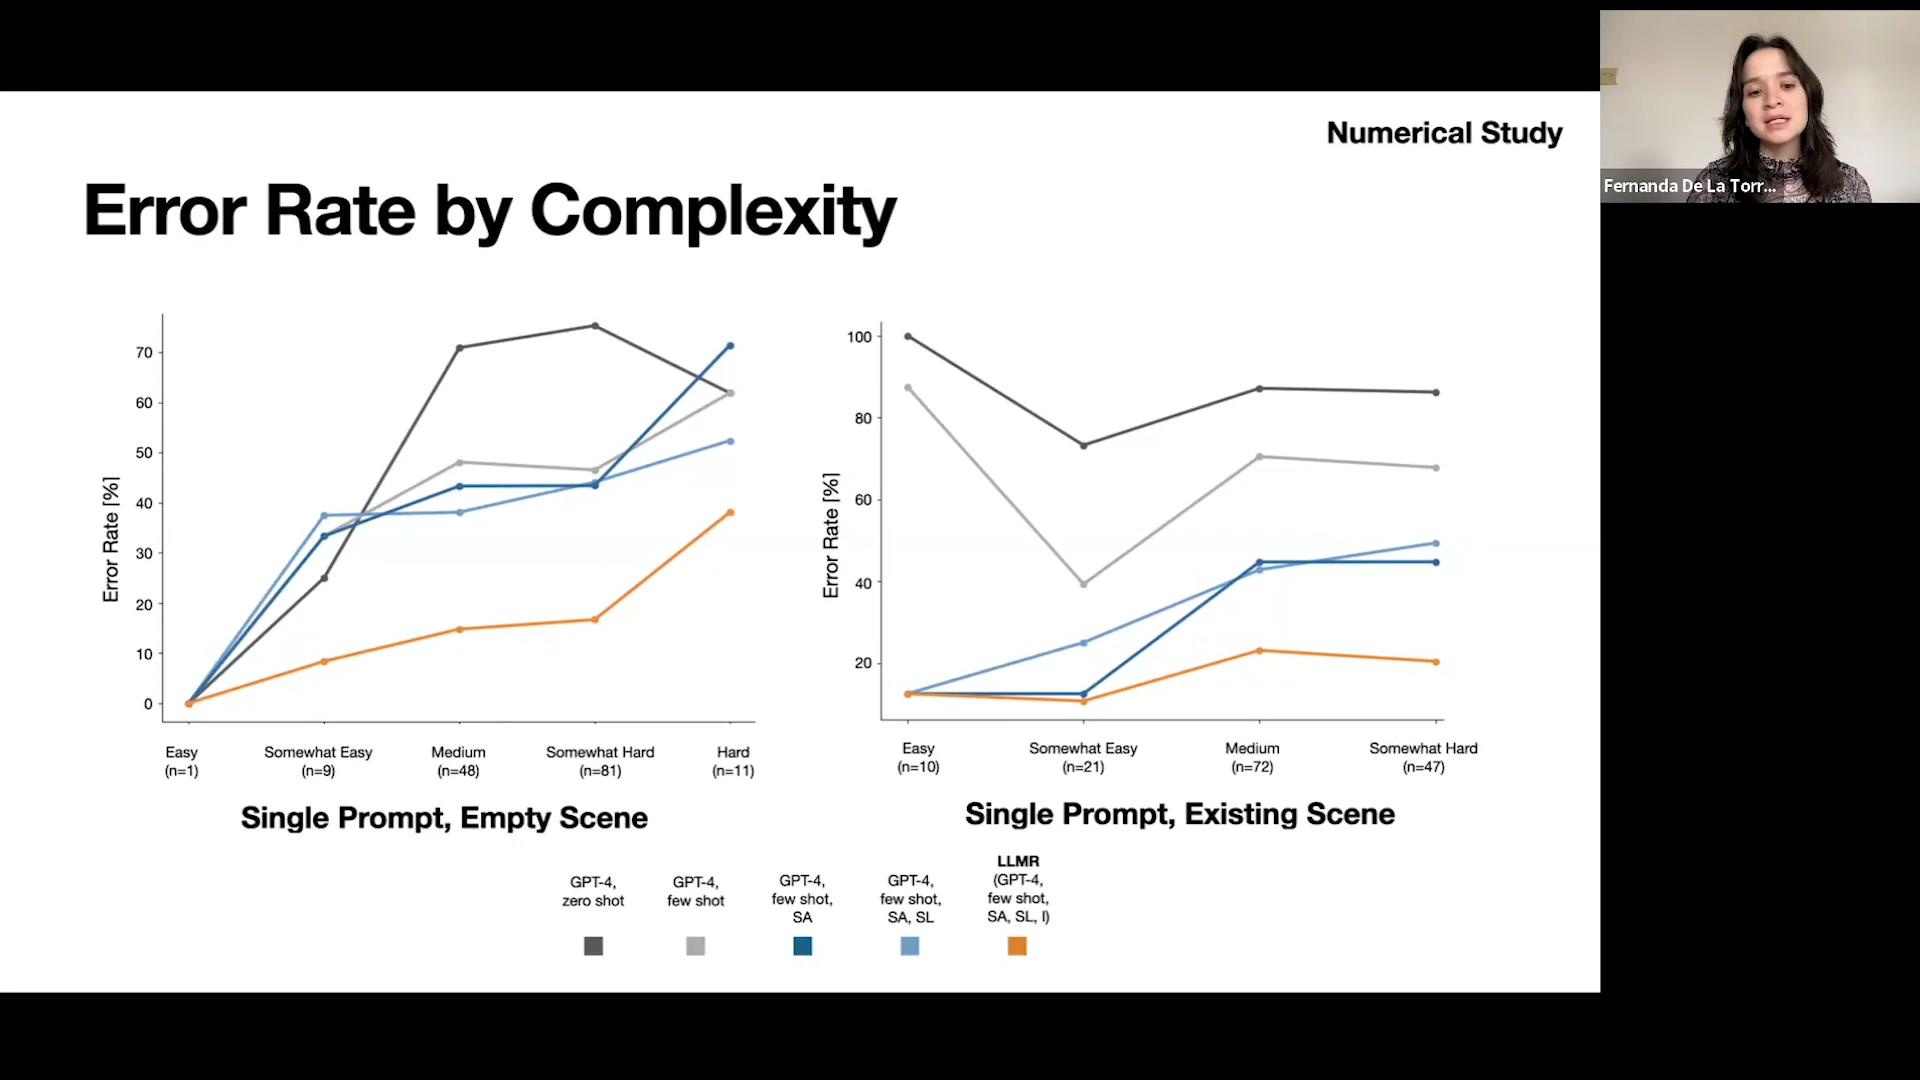 Numerical Study
Fernanda De La Torr...
Error Rate by Complexity
Error Rate [%]
70
60
50
40
30
20
10
0
Easy
(n=1)
Somewhat Easy
(n=9)
Medium
(n=48)
Somewhat Hard
(n=81)
Hard
(n=11)
Single Prompt, Empty Scene
Error Rate [%]
100
80
60
40
20
Easy
(n=10)
Somewhat Easy
(n=21)
Medium
(n=72)
Somewhat Hard
(n=47)
Single Prompt, Existing Scene
GPT-4,
zero shot
GPT-4,
few shot
GPT-4,
few shot,
SA
GPT-4,
few shot,
SA, SL
LLMR
(GPT-4,
few shot,
SA, SL, I)